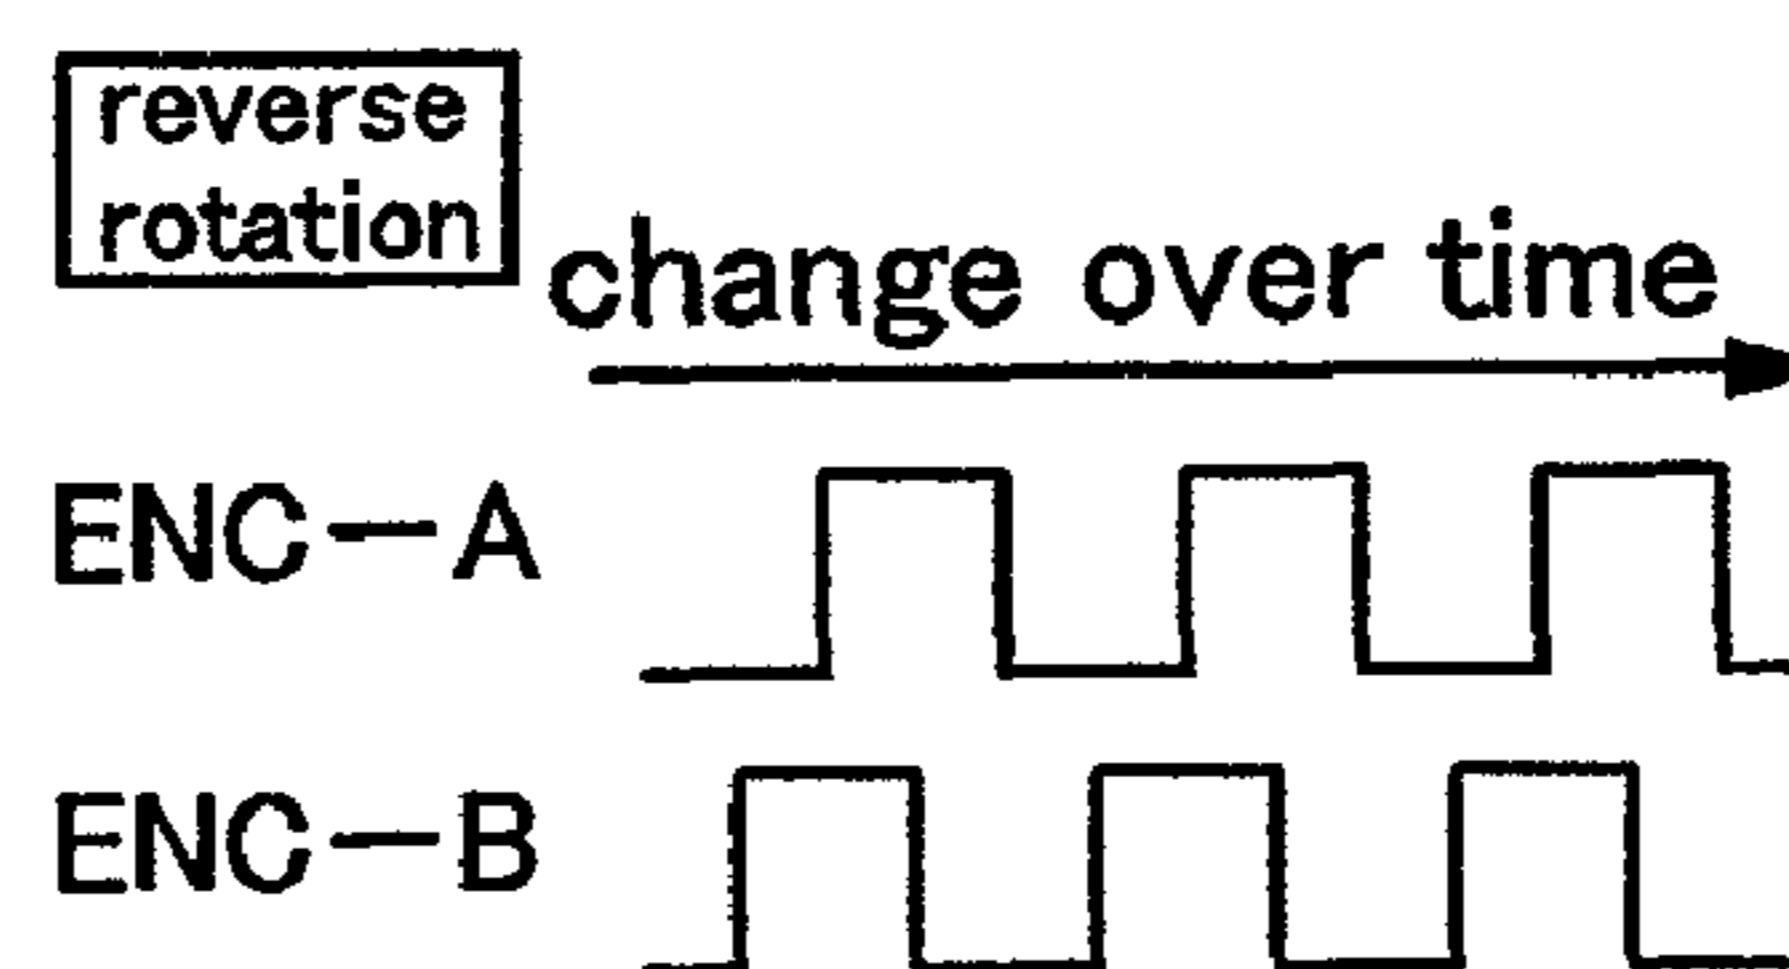 reverse
rotation
change over time
ENC－A
ENC－B